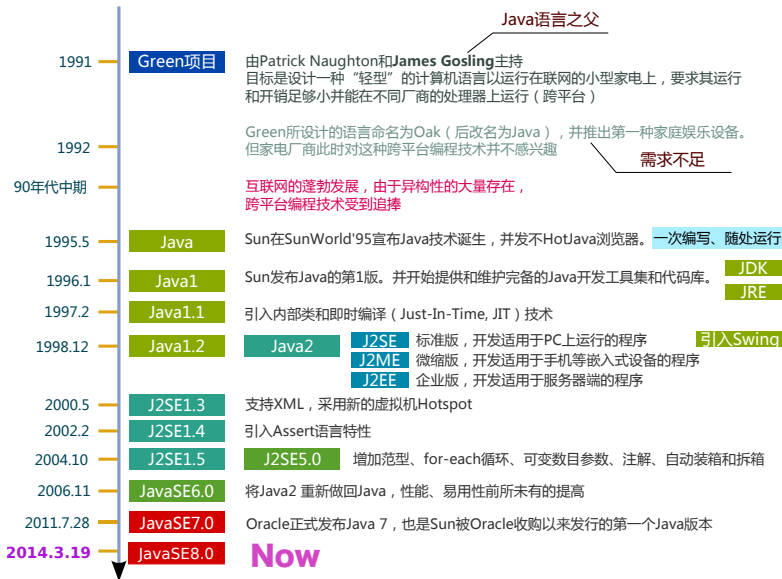 Java语言之父
1991
Green项目
由Patrick Naughton和James Gosling主持
目标是设计一种“轻型”的计算机语言以运行在联网的小型家电上，要求其运行
和开销足够小并能在不同厂商的处理器上运行（跨平台）
1992
Green所设计的语言命名为Oak（后改名为Java），并推出第一种家庭娱乐设备。
但家电厂商此时对这种跨平台编程技术并不感兴趣
需求不足
90年代中期
互联网的蓬勃发展，由于异构性的大量存在，
跨平台编程技术受到追捧
1995.5
Java
Sun在SunWorld'95宣布Java技术诞生，并发不HotJava浏览器。
一次编写、随处运行
1996.1
Java1
Sun发布Java的第1版。并开始提供和维护完备的Java开发工具集和代码库。
JDK
JRE
1997.2
Java1.1
引入内部类和即时编译（Just-In-Time, JIT）技术
1998.12
Java1.2
Java2
J2SE 标准版，开发适用于PC上运行的程序
引入Swing
J2ME 微缩版，开发适用于手机等嵌入式设备的程序
J2EE 企业版，开发适用于服务器端的程序
2000.5
J2SE1.3
支持XML，采用新的虚拟机Hotspot
2002.2
J2SE1.4
引入Assert语言特性
2004.10
J2SE1.5
J2SE5.0
增加范型、for-each循环、可变数目参数、注解、自动装箱和拆箱
2006.11
JavaSE6.0
将Java2 重新做回Java，性能、易用性前所未有的提高
2011.7.28
JavaSE7.0
Oracle正式发布Java 7，也是Sun被Oracle收购以来发行的第一个Java版本
2014.3.19
JavaSE8.0
Now